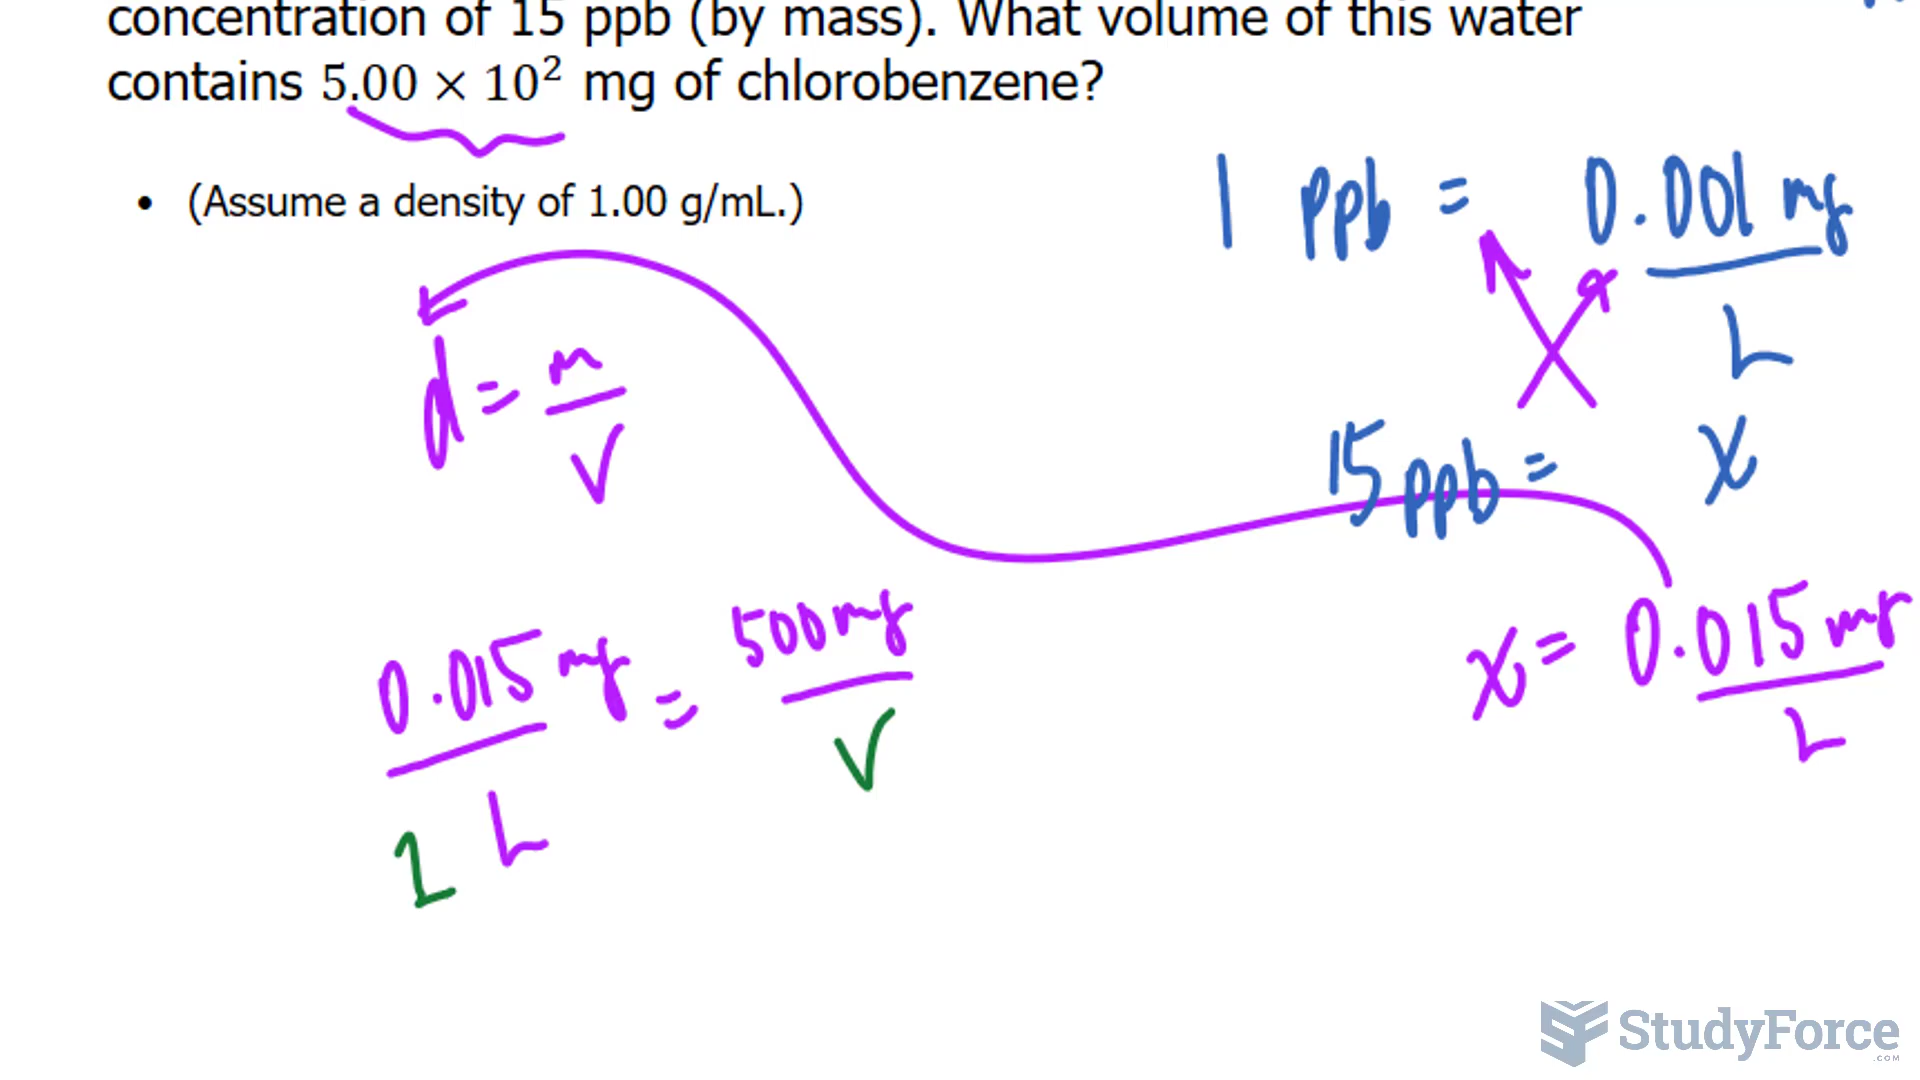 concentration of 15 ppb (by mass). What volume of this water
contains 5.00 × 10² mg of chlorobenzene?
• (Assume a density of 1.00 g/mL.)
1 ppb = 0.001 mg
L
d = m
V
15 ppb = x
0.015 mg = 500 mg
1 L V
x = 0.015 mg
L
StudyForce
.COM